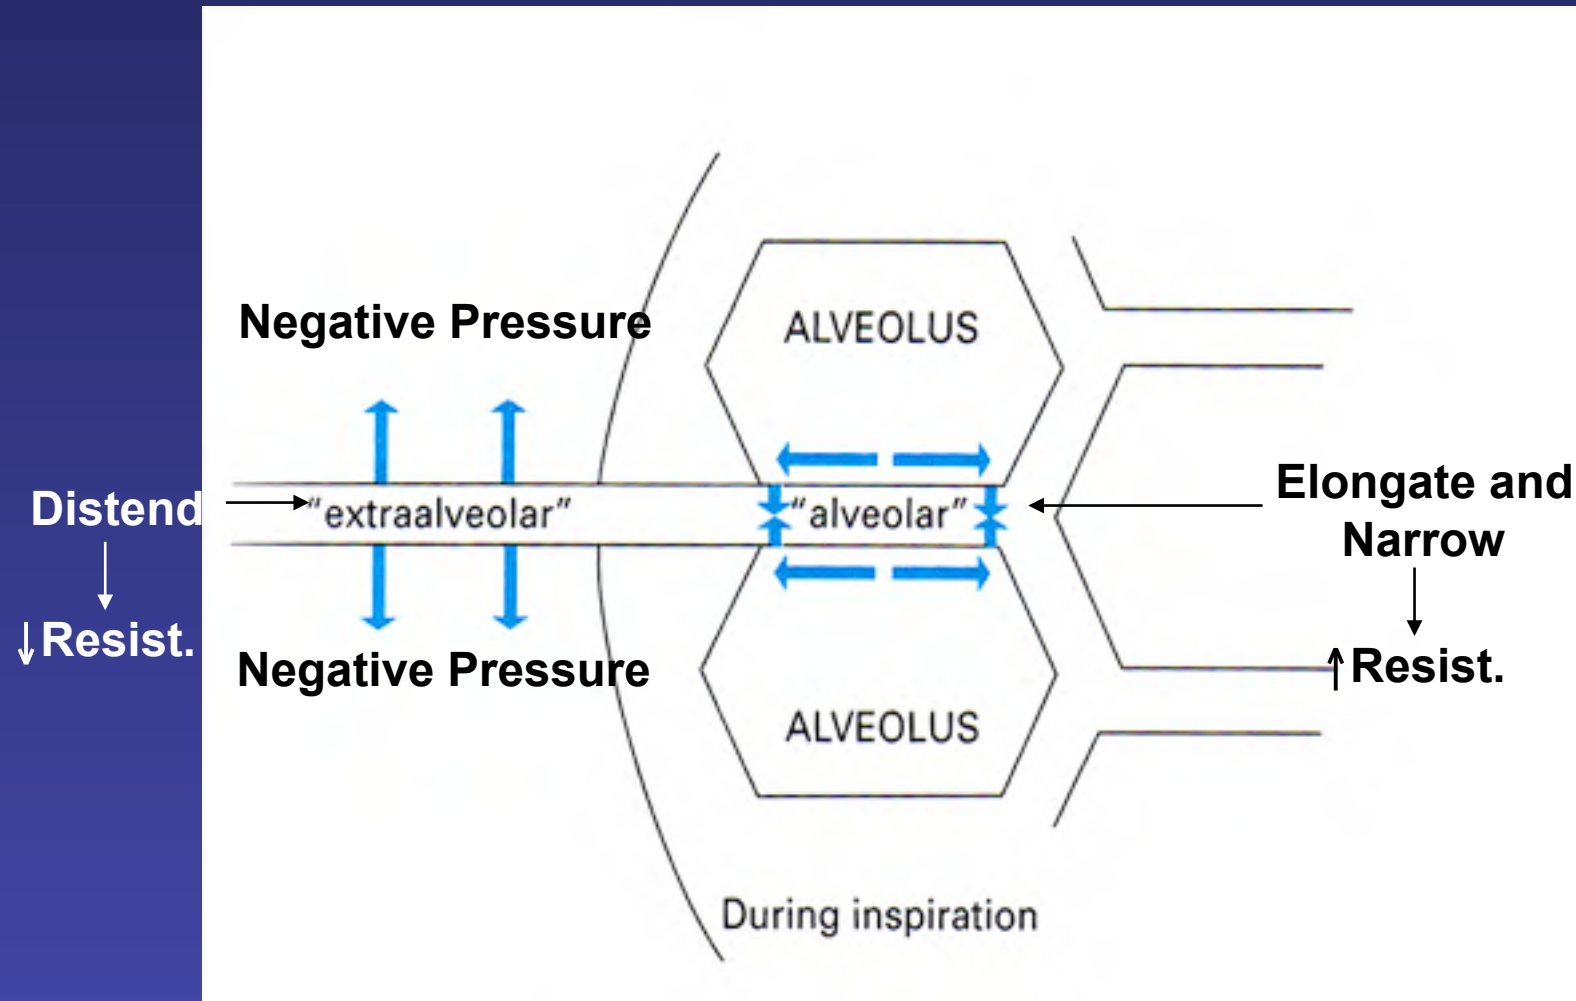 Negative Pressure
ALVEOLUS
Distend
"extraalveolar"
"alveolar"
Elongate and
Narrow
↓Resist.
Negative Pressure
↑Resist.
ALVEOLUS
During inspiration